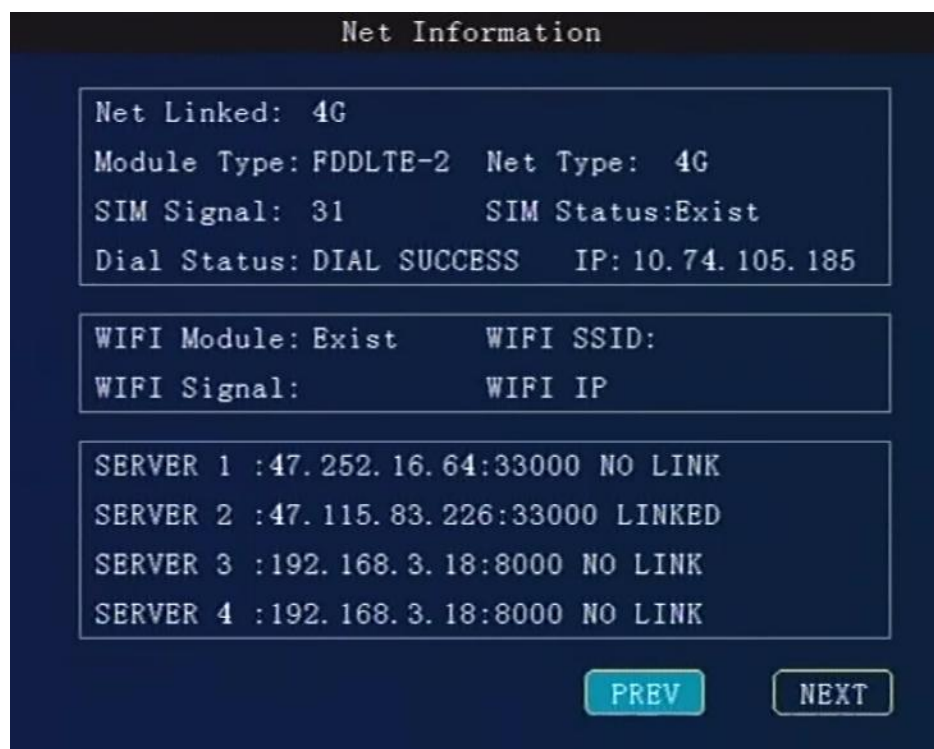 Net Information
Net Linked: 4G
Module Type: FDDLTE-2 Net Type: 4G
SIM Signal: 31 SIM Status:Exist
Dial Status: DIAL SUCCESS IP: 10.74.105.185
WIFI Module: Exist WIFI SSID:
WIFI Signal: WIFI IP
SERVER 1 :47.252.16.64:33000 NO LINK
SERVER 2 :47.115.83.226:33000 LINKED
SERVER 3 :192.168.3.18:8000 NO LINK
SERVER 4 :192.168.3.18:8000 NO LINK
PREV NEXT